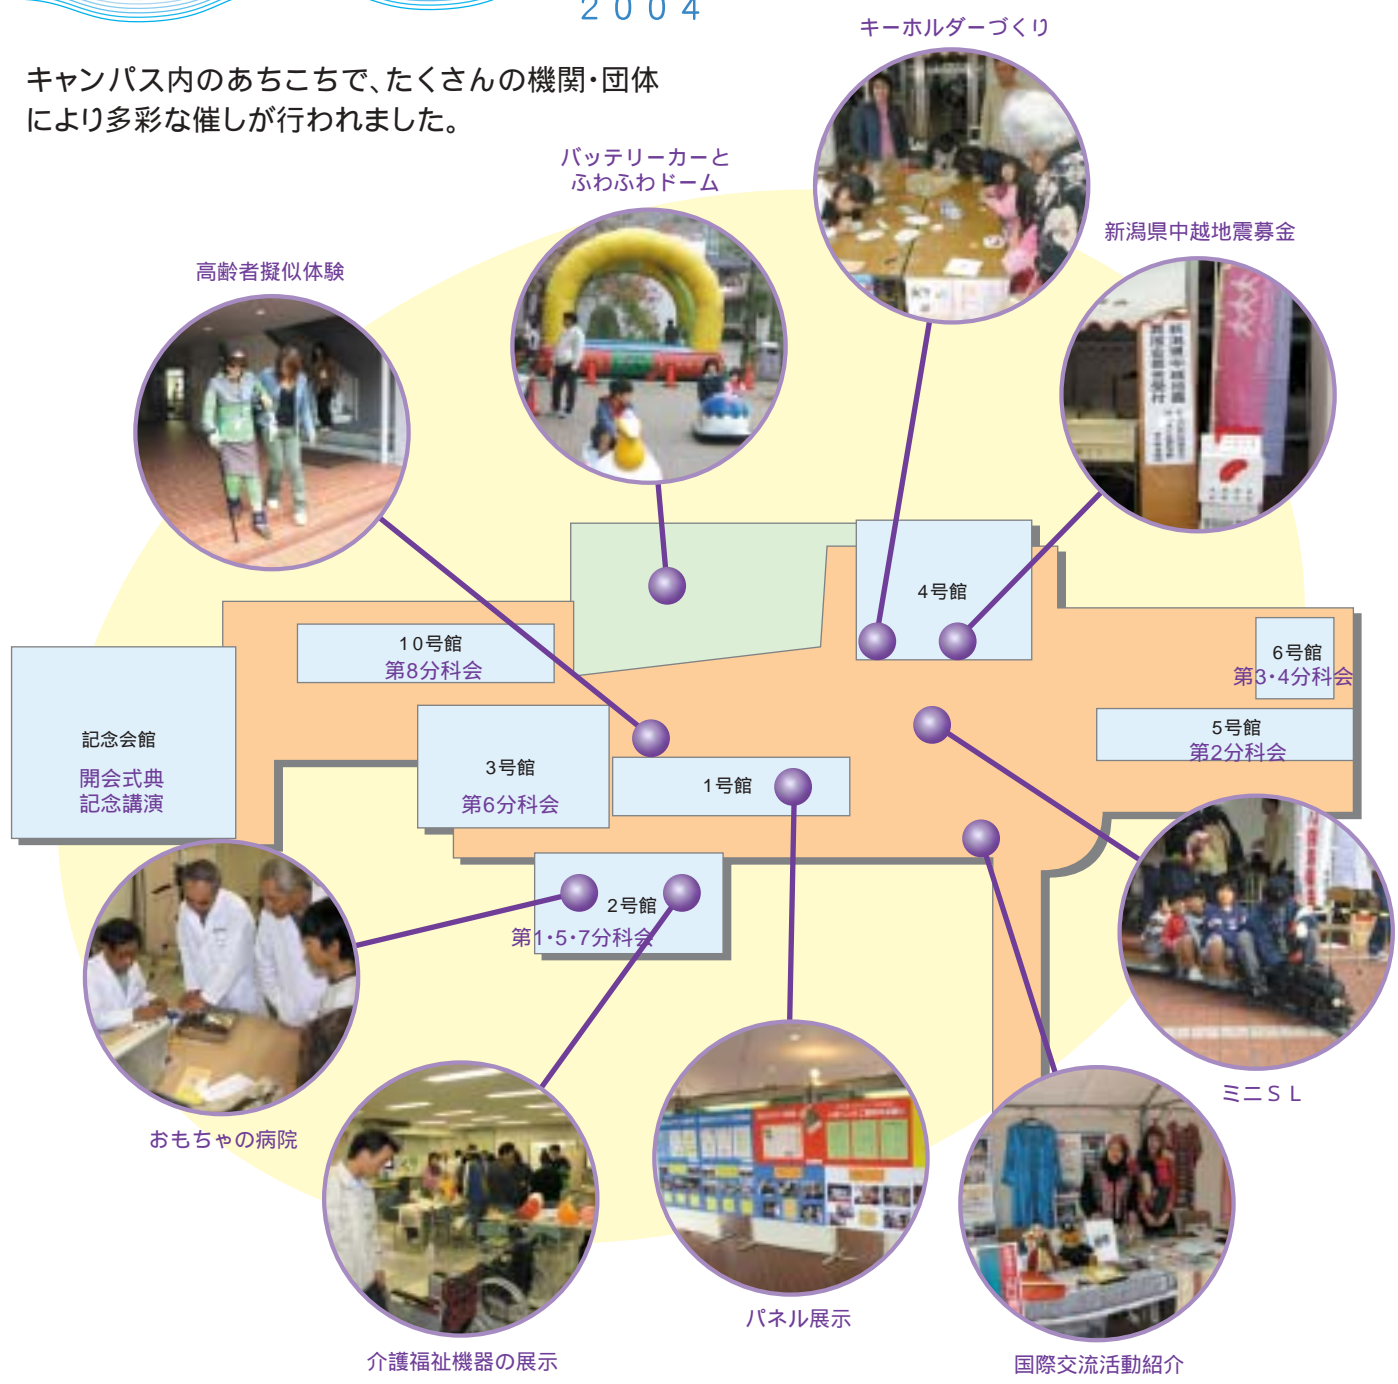 2004
キャンパス内のあちこちで、たくさんの機関・団体
により多彩な催しが行われました。
キーホルダーづくり
バッテリーカーと
ふわふわドーム
新潟県中越地震募金
高齢者擬似体験
4号館
10号館
第8分科会
6号館
第3・4分科会
記念会館
開会式典
記念講演
3号館
第6分科会
1号館
5号館
第2分科会
2号館
第1・5・7分科会
おもちゃの病院
ミニSL
パネル展示
介護福祉機器の展示
国際交流活動紹介
新潟県中越地震